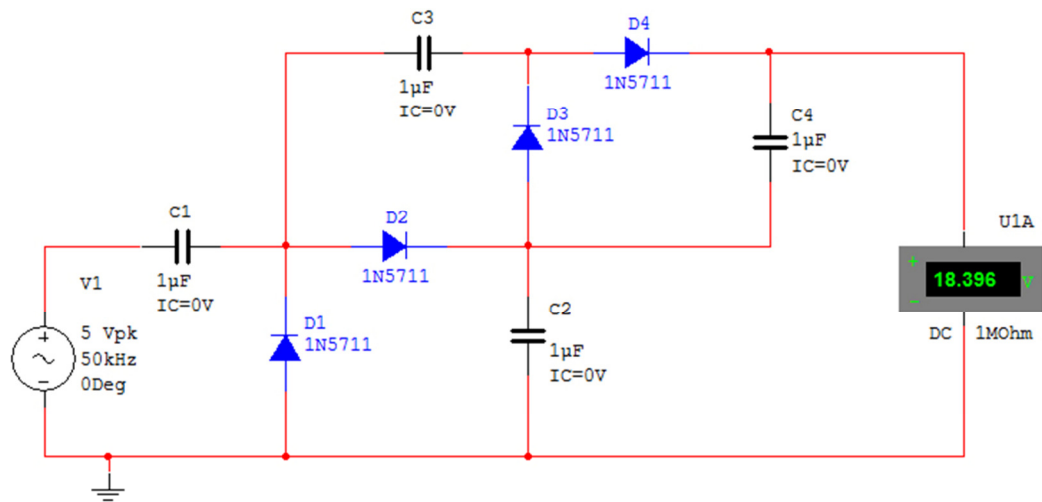 C3
1µF
IC=0V
D4
1N5711
D3
1N5711
C4
1µF
IC=0V
C1
1µF
IC=0V
D2
1N5711
U1A
+
18.396 V
−
DC 1MOhm
V1
+
5 Vpk
50kHz
0Deg
−
D1
1N5711
C2
1µF
IC=0V